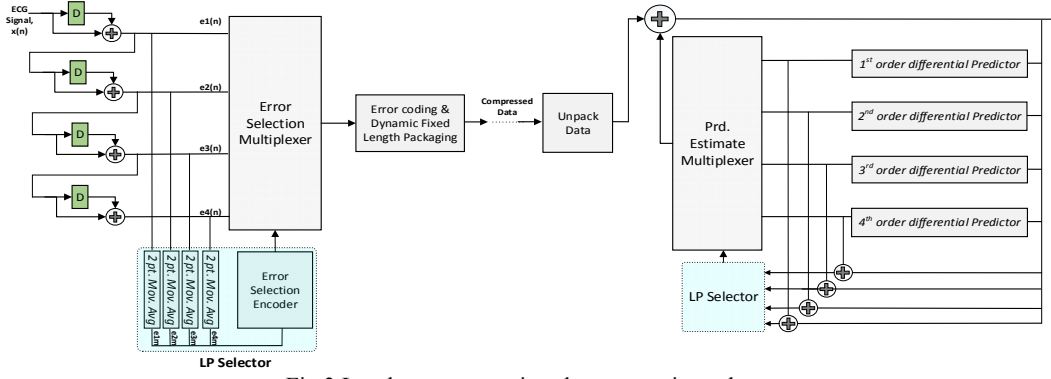 ECG
Signal,
x(n)
D
D
D
D
e1(n)
e2(n)
e3(n)
e4(n)
Error
Selection
Multiplexer
2 pt. Mov. Avg
2 pt. Mov. Avg
2 pt. Mov. Avg
2 pt. Mov. Avg
e1m
e2m
e3m
e4m
Error
Selection
Encoder
LP Selector
Error coding &
Dynamic Fixed
Length Packaging
Compressed
Data
Unpack
Data
Prd.
Estimate
Multiplexer
LP Selector
1st order differential Predictor
2nd order differential Predictor
3rd order differential Predictor
4th order differential Predictor